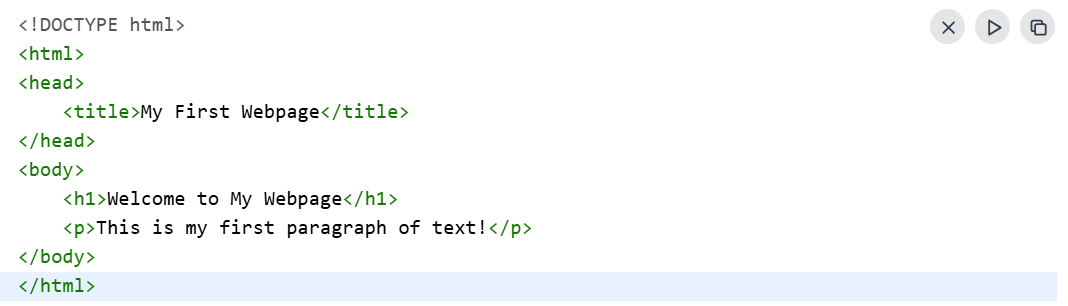 <!DOCTYPE html>
<html>
<head>
    <title>My First Webpage</title>
</head>
<body>
    <h1>Welcome to My Webpage</h1>
    <p>This is my first paragraph of text!</p>
</body>
</html>